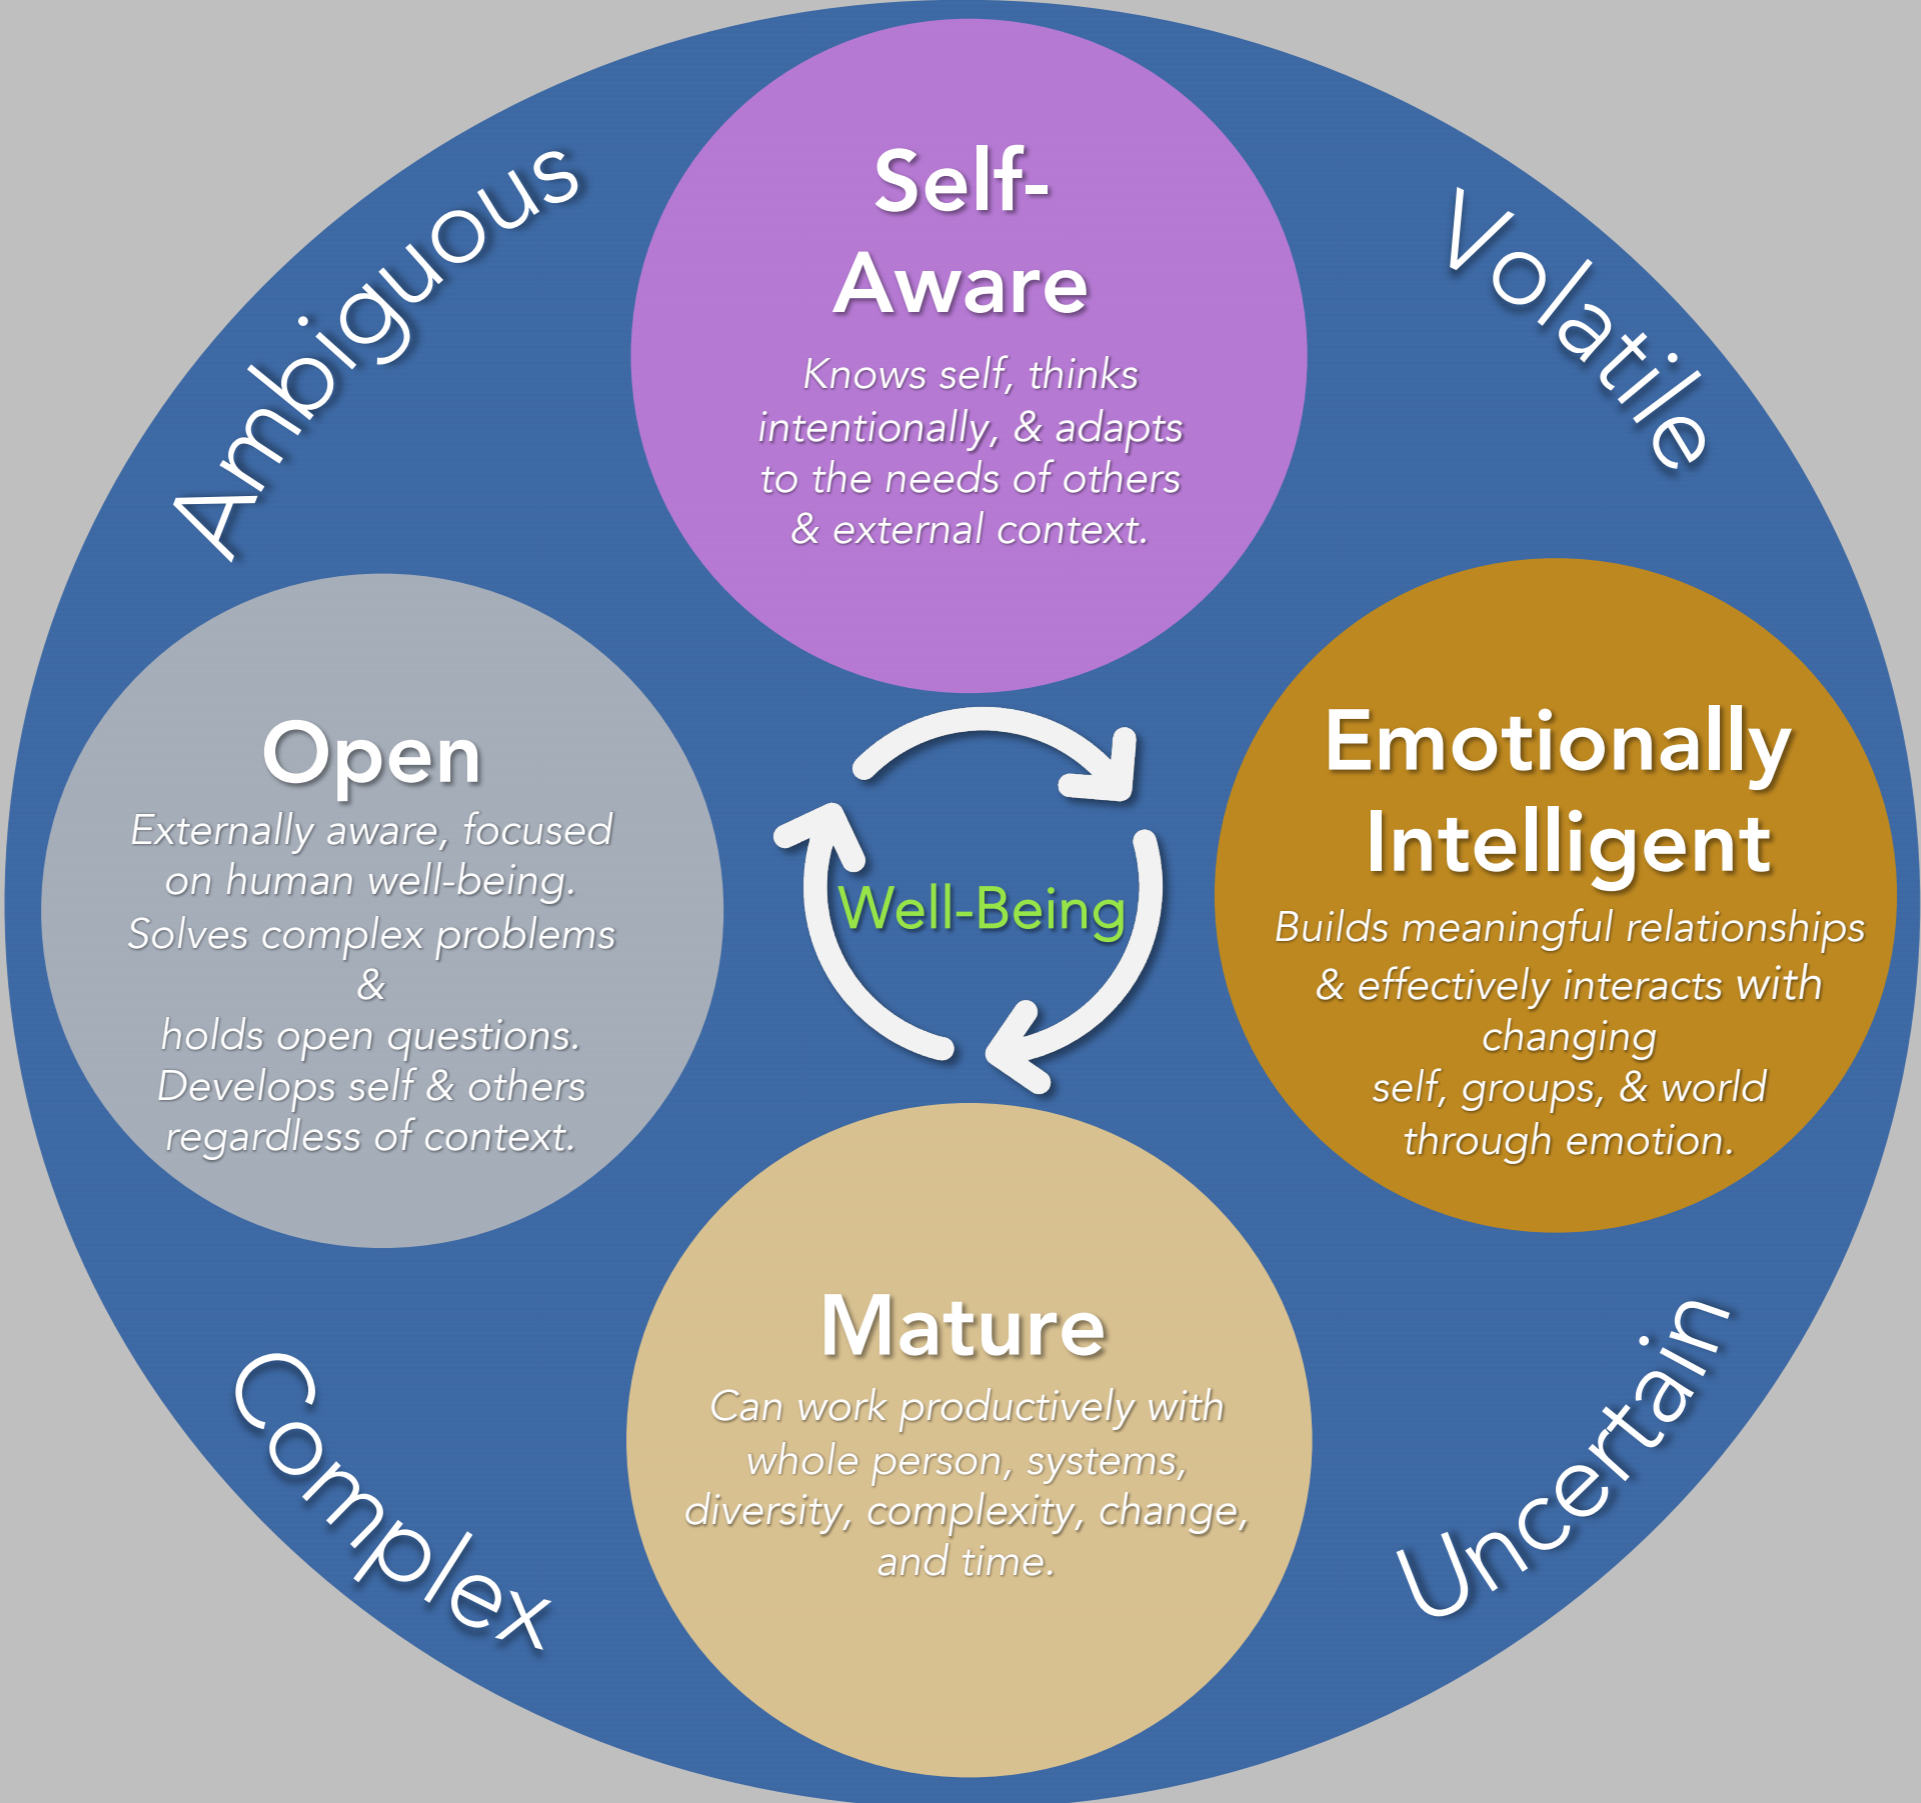 Ambiguous
Volatile
Self-
Aware
Knows self, thinks
intentionally, & adapts
to the needs of others
& external context.
Open
Externally aware, focused
on human well-being.
Solves complex problems
&
holds open questions.
Develops self & others
regardless of context.
Well-Being
Emotionally
Intelligent
Builds meaningful relationships
& effectively interacts with
changing
self, groups, & world
through emotion.
Mature
Can work productively with
whole person, systems,
diversity, complexity, change,
and time.
Complex
Uncertain